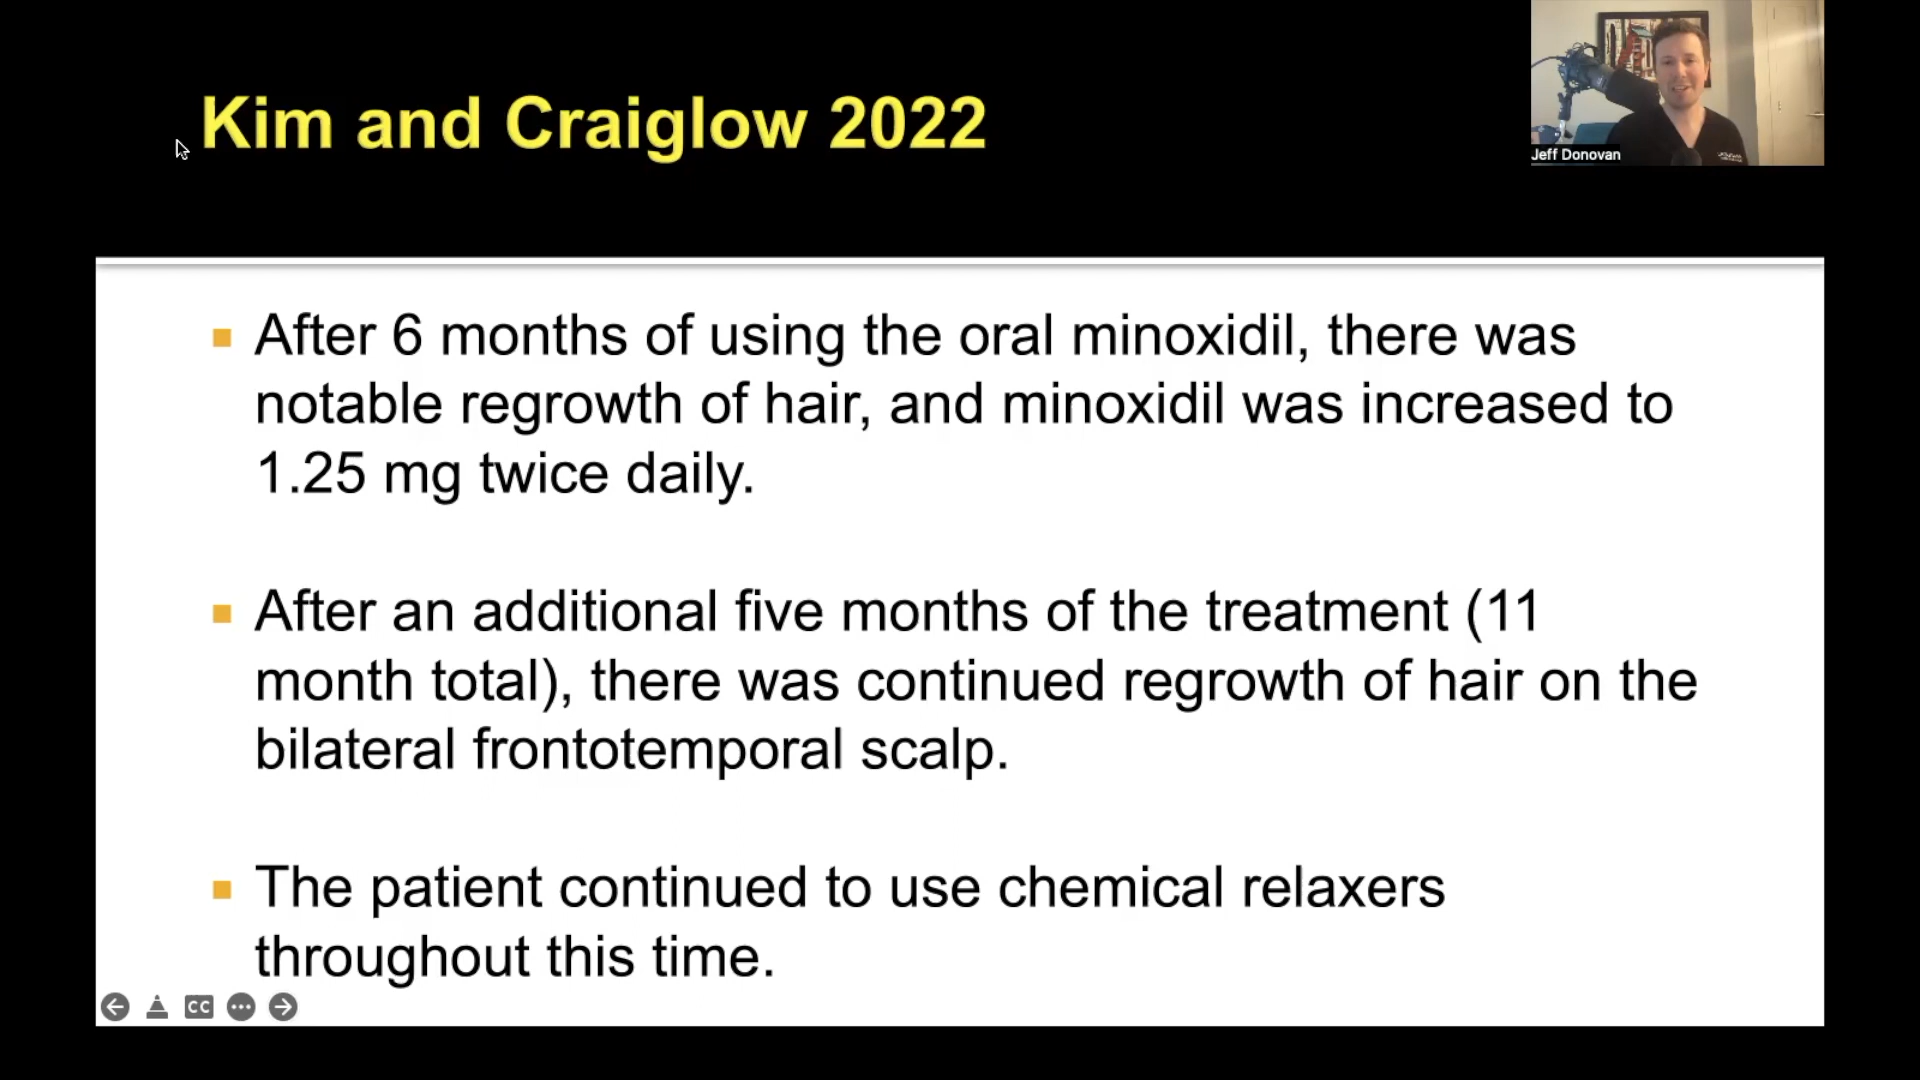 Kim and Craiglow 2022
Jeff Donovan
After 6 months of using the oral minoxidil, there was
notable regrowth of hair, and minoxidil was increased to
1.25 mg twice daily.
After an additional five months of the treatment (11
month total), there was continued regrowth of hair on the
bilateral frontotemporal scalp.
The patient continued to use chemical relaxers
throughout this time.
CC